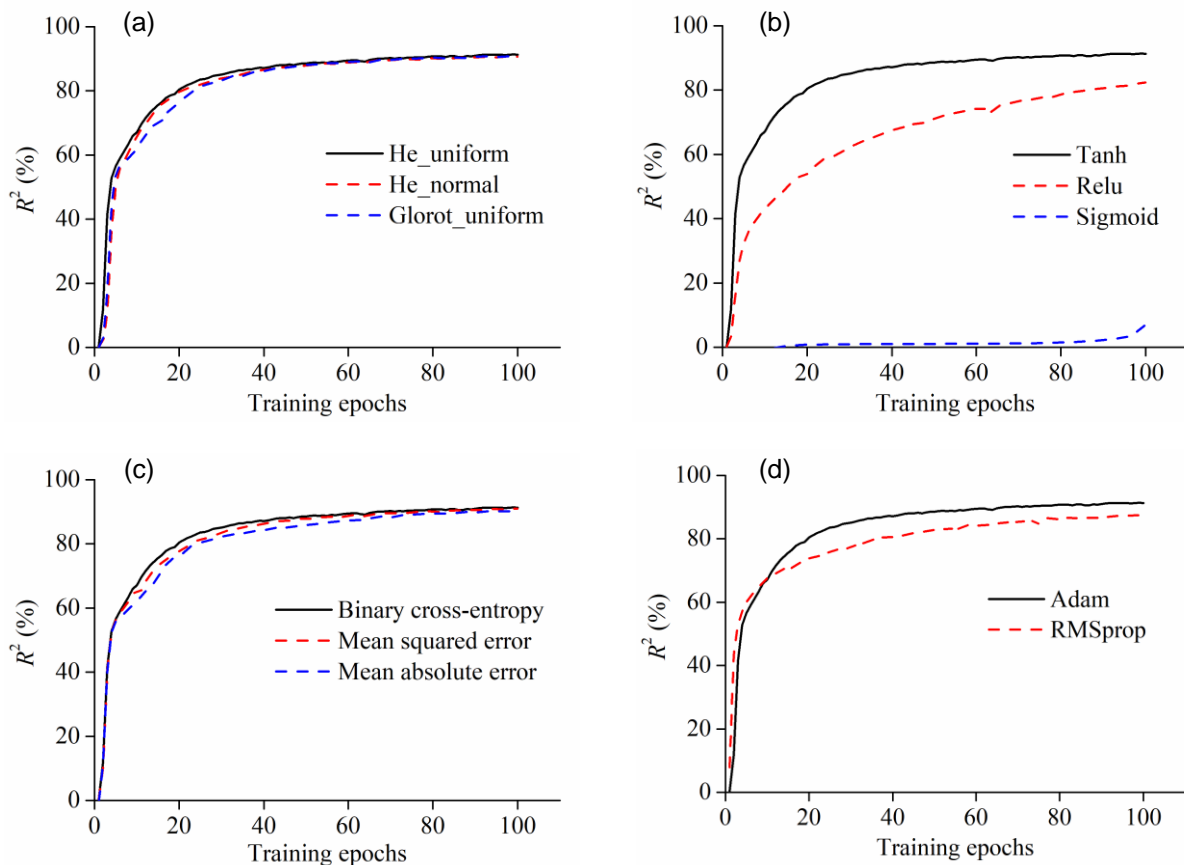 (a)
100
80
60
40
20
0
R² (%)
He_uniform
He_normal
Glorot_uniform
0 20 40 60 80 100
Training epochs
(b)
100
80
60
40
20
0
R² (%)
Tanh
Relu
Sigmoid
0 20 40 60 80 100
Training epochs
(c)
100
80
60
40
20
0
R² (%)
Binary cross-entropy
Mean squared error
Mean absolute error
0 20 40 60 80 100
Training epochs
(d)
100
80
60
40
20
0
R² (%)
Adam
RMSprop
0 20 40 60 80 100
Training epochs